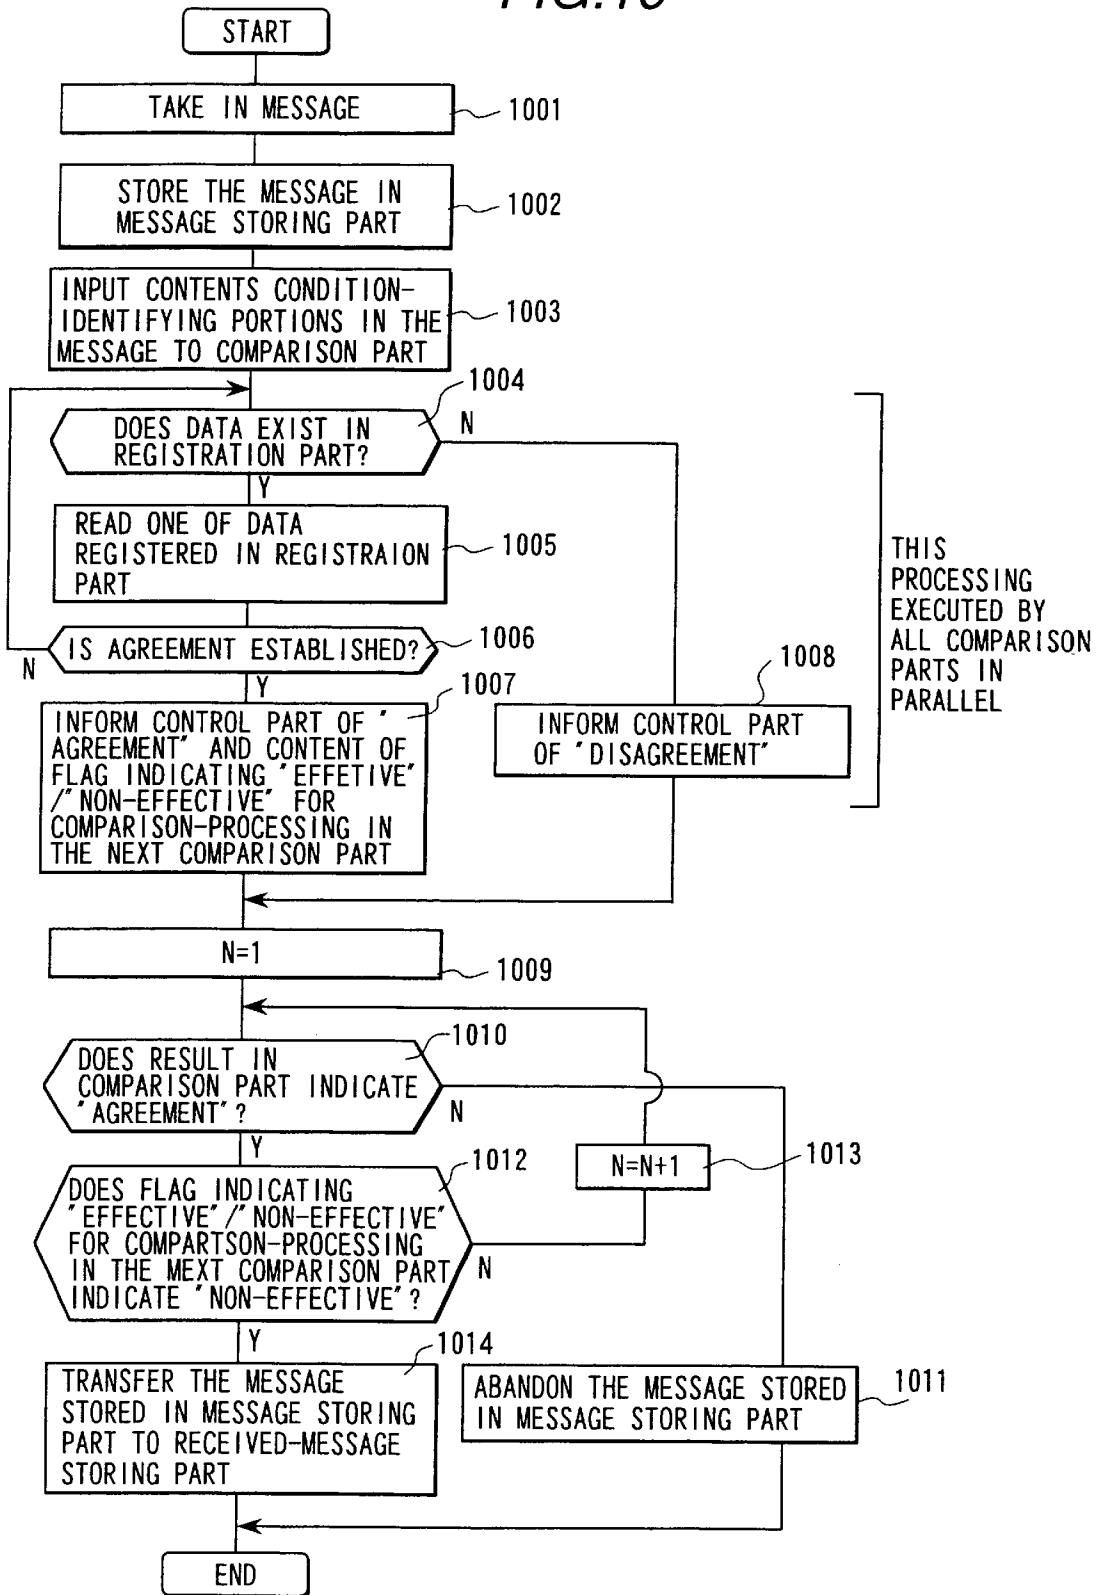 START
TAKE IN MESSAGE
1001
STORE THE MESSAGE IN
MESSAGE STORING PART
1002
INPUT CONTENTS CONDITION-
IDENTIFYING PORTIONS IN THE
MESSAGE TO COMPARISON PART
1003
1004
DOES DATA EXIST IN
REGISTRATION PART?
N
Y
READ ONE OF DATA
REGISTERED IN REGISTRAION
PART
1005
IS AGREEMENT ESTABLISHED?
1006
N
Y
1007
INFORM CONTROL PART OF "
AGREEMENT" AND CONTENT OF
FLAG INDICATING "EFFETIVE"
/"NON-EFFECTIVE" FOR
COMPARISON-PROCESSING IN
THE NEXT COMPARISON PART
1008
INFORM CONTROL PART
OF "DISAGREEMENT"
THIS
PROCESSING
EXECUTED BY
ALL COMPARISON
PARTS IN
PARALLEL
N=1
1009
1010
DOES RESULT IN
COMPARISON PART INDICATE
"AGREEMENT"?
N
Y
1012
DOES FLAG INDICATING
"EFFECTIVE"/"NON-EFFECTIVE"
FOR COMPARTSON-PROCESSING
IN THE MEXT COMPARISON PART
INDICATE "NON-EFFECTIVE"?
N
Y
N=N+1
1013
1014
TRANSFER THE MESSAGE
STORED IN MESSAGE STORING
PART TO RECEIVED-MESSAGE
STORING PART
ABANDON THE MESSAGE STORED
IN MESSAGE STORING PART
1011
END